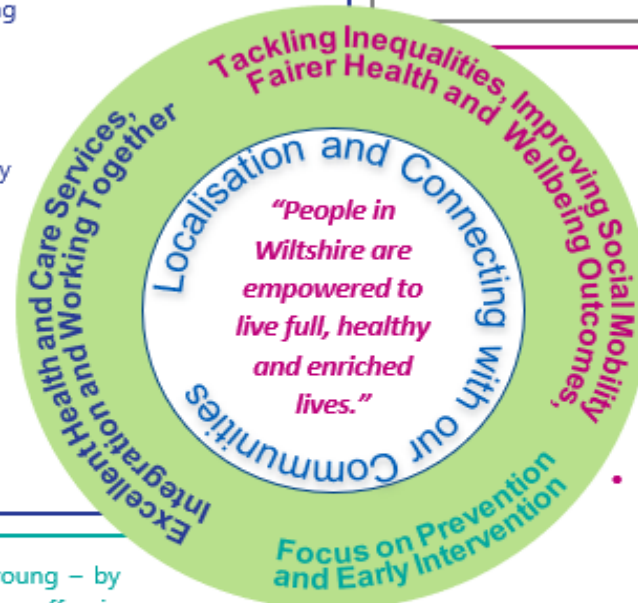 ng
y
Tackling Inequalities, Improving Social Mobility
Fairer Health and Wellbeing Outcomes,
Excellent Health and Care Services,
Integration and Working Together
Localisation and Connecting with our Communities
“People in
Wiltshire are
empowered to
live full, healthy
and enriched
lives.”
Focus on Prevention
and Early Intervention
young – by